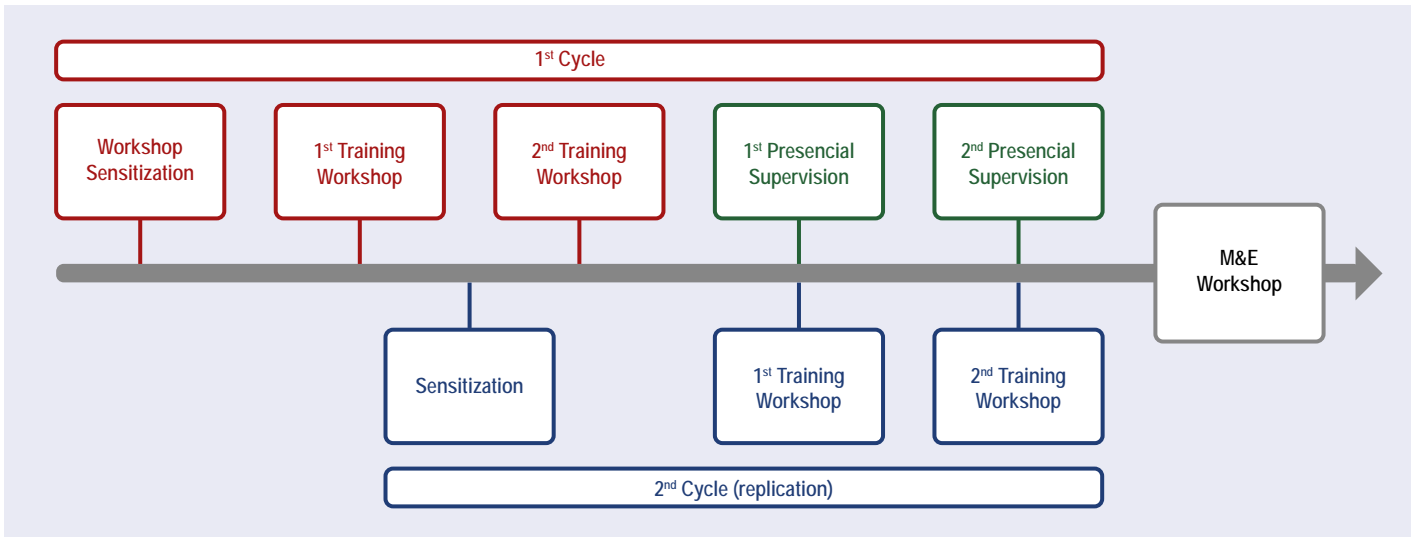 1st Cycle
Workshop
Sensitization
1st Training
Workshop
2nd Training
Workshop
1st Presencial
Supervision
2nd Presencial
Supervision
M&E
Workshop
Sensitization
1st Training
Workshop
2nd Training
Workshop
2nd Cycle (replication)